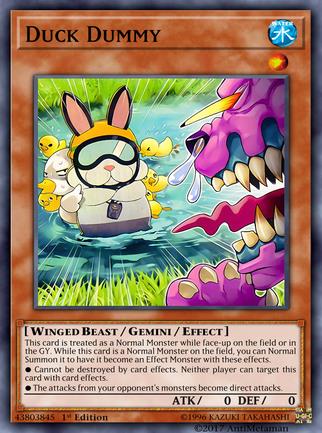 DUCK DUMMY
WATER
水
[ WINGED BEAST / GEMINI / EFFECT ]
This card is treated as a Normal Monster while face-up on the field or in
the GY. While this card is a Normal Monster on the field, you can Normal
Summon it to have it become an Effect Monster with these effects.
● Cannot be destroyed by card effects. Neither player can target
this card with card effects.
● The attacks from your opponent's monsters become direct attacks.
ATK/ 0 DEF/ 0
43803845 1st Edition ©1996 KAZUKI TAKAHASHI
©2017 AntiMetaman